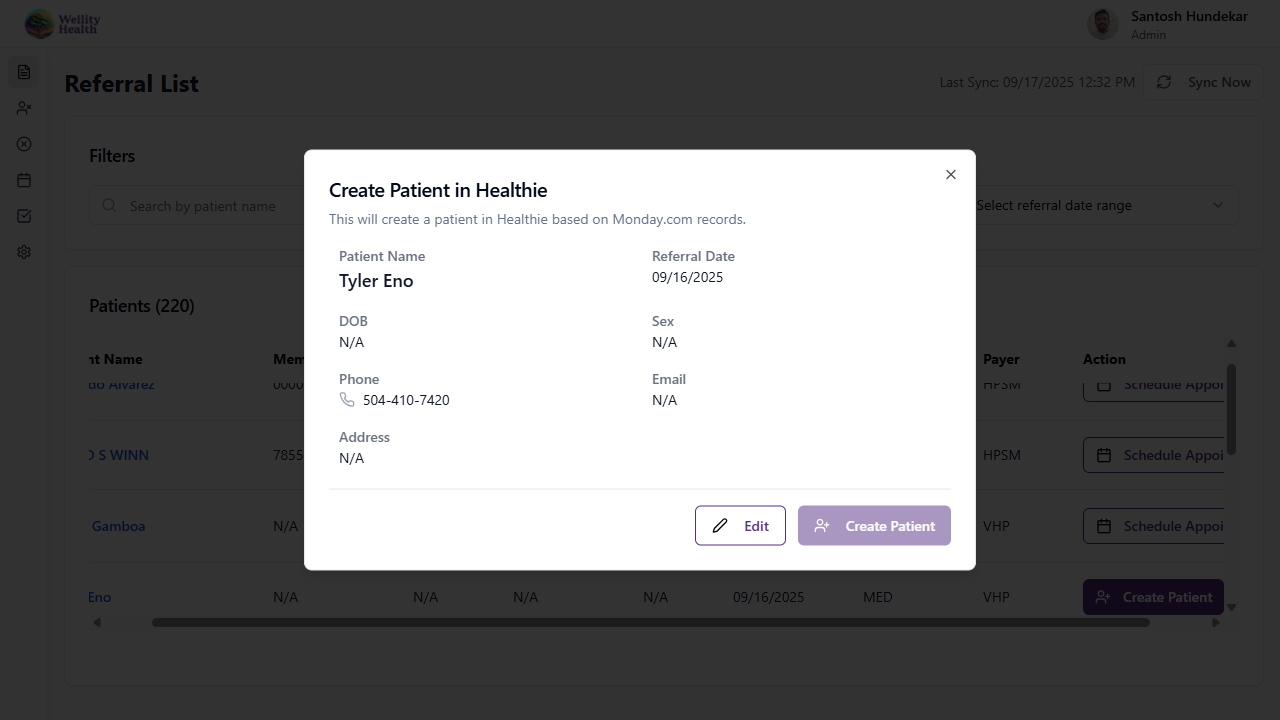 Wellity
Health
Santosh Hundekar
Admin
Referral List
Last Sync: 09/17/2025 12:32 PM
Sync Now
Filters
Search by patient name
Select referral date range
Patients (220)
nt Name
Mem
Payer
Action
do Alvarez
0000
HPSM
Schedule Appoi
D S WINN
7855
HPSM
Schedule Appoi
Gamboa
N/A
VHP
Schedule Appoi
Eno
N/A
N/A
N/A
N/A
09/16/2025
MED
VHP
Create Patient
Create Patient in Healthie
This will create a patient in Healthie based on Monday.com records.
Patient Name
Tyler Eno
Referral Date
09/16/2025
DOB
N/A
Sex
N/A
Phone
504-410-7420
Email
N/A
Address
N/A
Edit
Create Patient